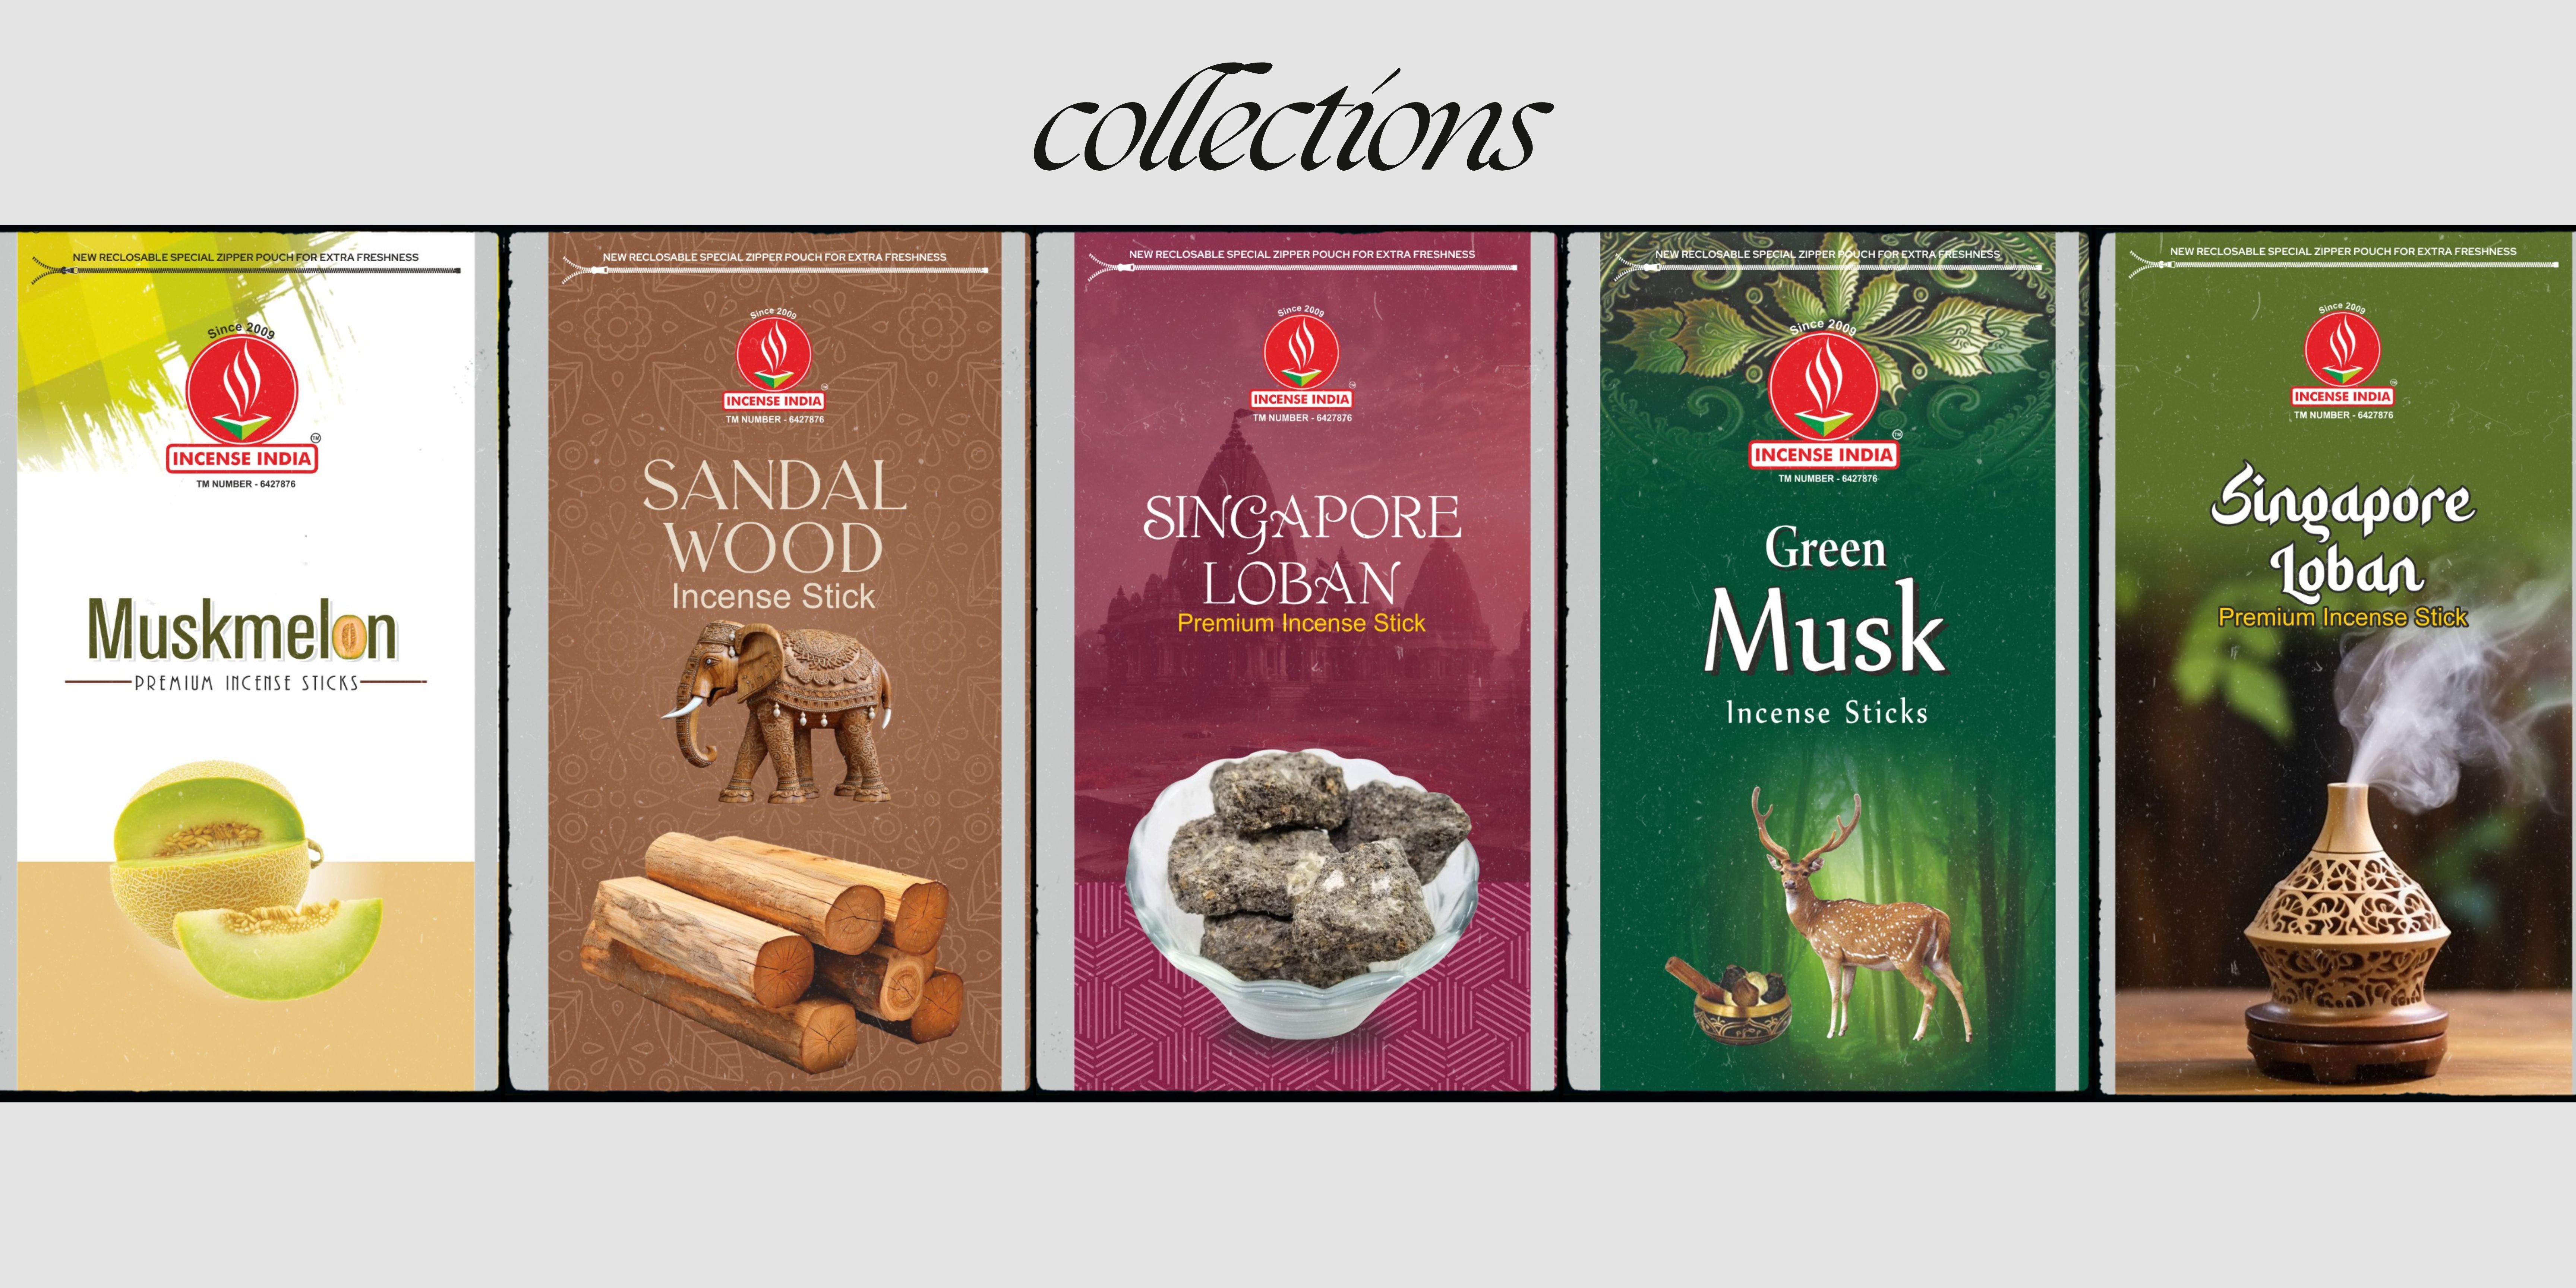 collections
NEW RECLOSABLE SPECIAL ZIPPER POUCH FOR EXTRA FRESHNESS
Since 2009
INCENSE INDIA
TM
TM NUMBER - 6427876
Muskmelon
PREMIUM INCENSE STICKS
NEW RECLOSABLE SPECIAL ZIPPER POUCH FOR EXTRA FRESHNESS
Since 2009
INCENSE INDIA
TM NUMBER - 6427876
SANDAL
WOOD
Incense Stick
NEW RECLOSABLE SPECIAL ZIPPER POUCH FOR EXTRA FRESHNESS
Since 2009
INCENSE INDIA
TM NUMBER - 6427876
SINGAPORE
LOBAN
Premium Incense Stick
NEW RECLOSABLE SPECIAL ZIPPER POUCH FOR EXTRA FRESHNESS
Since 2009
INCENSE INDIA
TM
TM NUMBER - 6427876
Green
Musk
Incense Sticks
NEW RECLOSABLE SPECIAL ZIPPER POUCH FOR EXTRA FRESHNESS
Since 2009
INCENSE INDIA
TM NUMBER - 6427876
Singapore
Loban
Premium Incense Stick